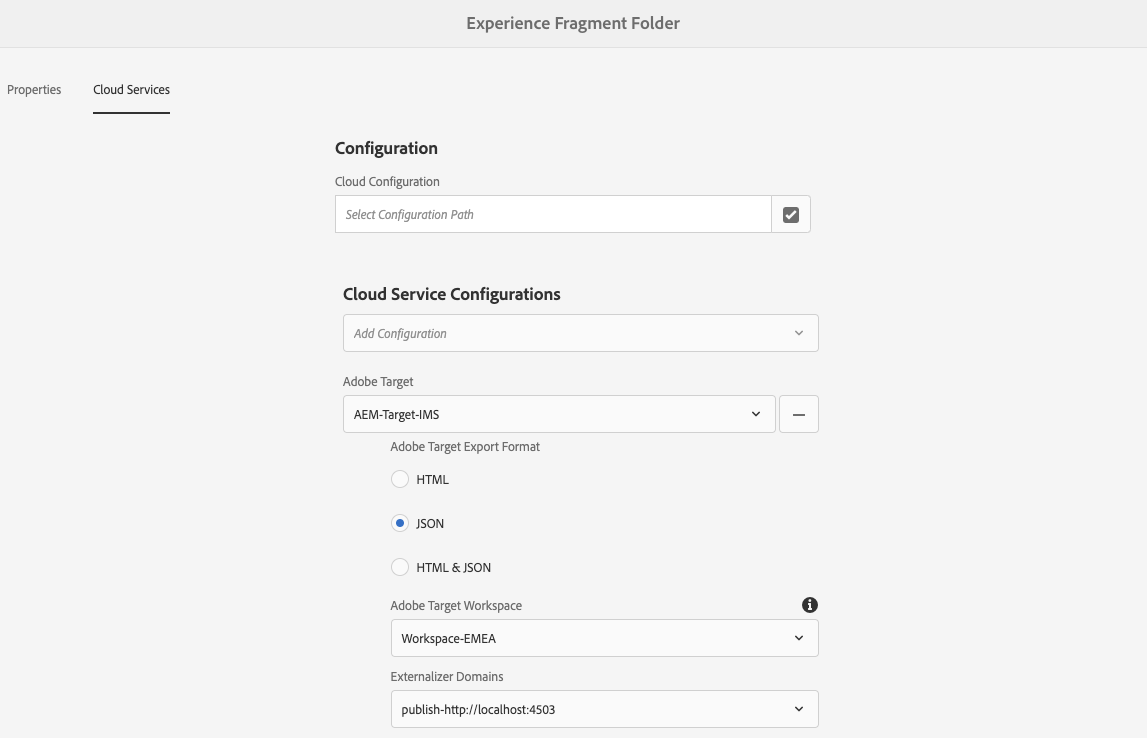 Experience Fragment Folder
Properties
Cloud Services
Configuration
Cloud Configuration
Select Configuration Path
Cloud Service Configurations
Add Configuration
Adobe Target
AEM-Target-IMS
Adobe Target Export Format
HTML
JSON
HTML & JSON
Adobe Target Workspace
Workspace-EMEA
Externalizer Domains
publish-http://localhost:4503